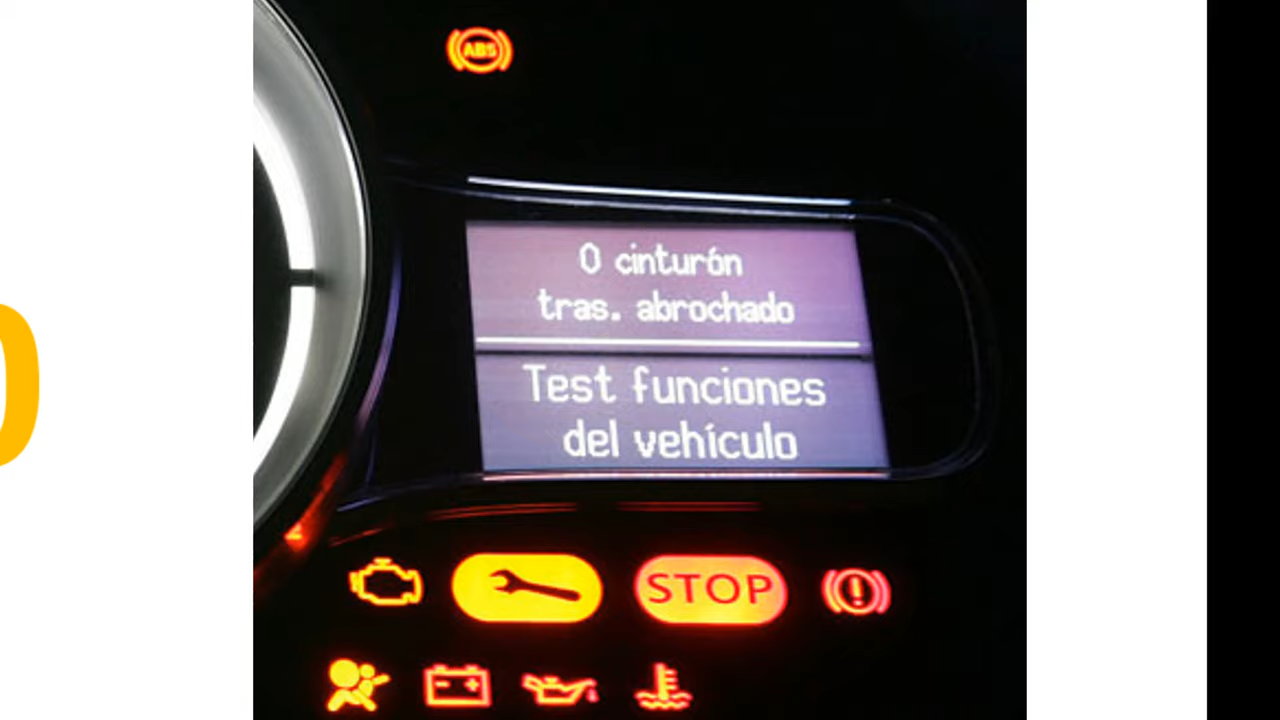 ABS
0 cinturón
tras. abrochado
Test funciones
del vehículo
STOP